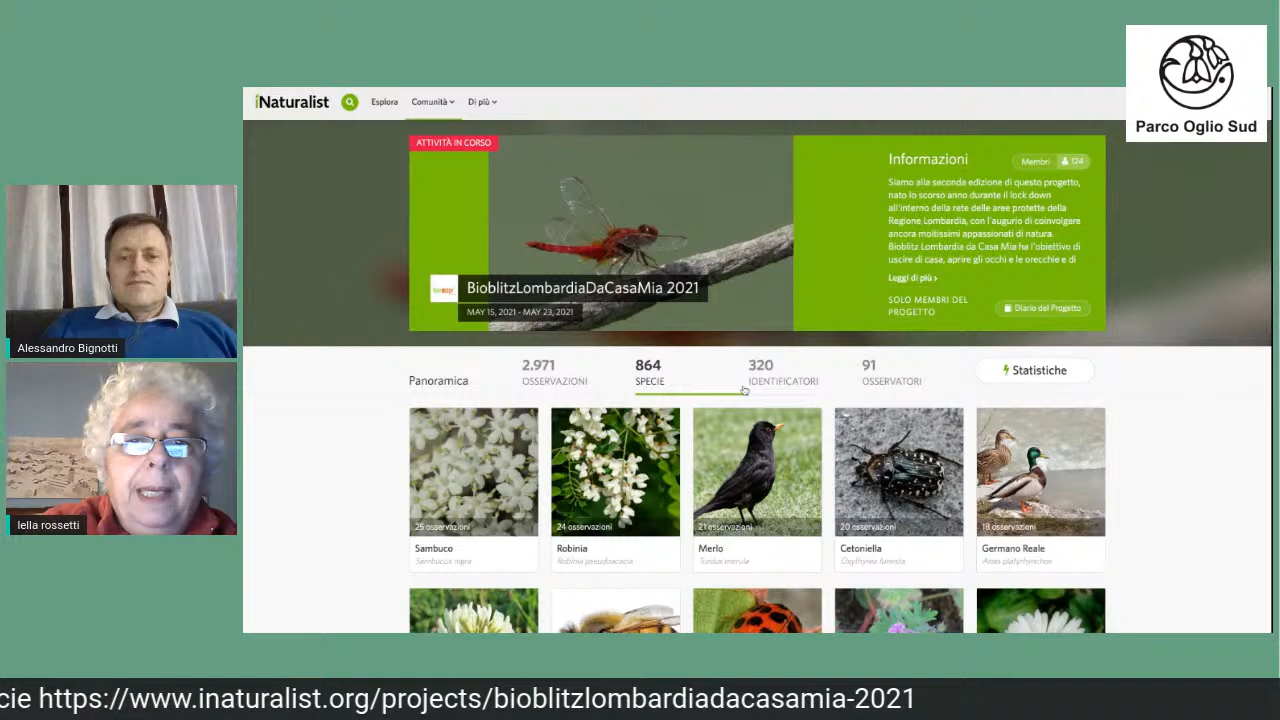 iNaturalist
Esplora
Comunità
Di più
Parco Oglio Sud
ATTIVITÀ IN CORSO
BioblitzLombardiaDaCasaMia 2021
MAY 15, 2021 - MAY 23, 2021
Informazioni
Membri 124
Siamo alla seconda edizione di questo progetto,
nato lo scorso anno durante il lock down
all'interno della rete delle aree protette della
Regione Lombardia, con l'augurio di coinvolgere
ancora moltissimi appassionati di natura.
Bioblitz Lombardia da Casa Mia ha l'obiettivo di
uscire di casa, aprire gli occhi e le orecchie e di
Leggi di più ›
SOLO MEMBRI DEL
PROGETTO
Diario del Progetto
Alessandro Bignotti
lella rossetti
Panoramica
2.971
OSSERVAZIONI
864
SPECIE
320
IDENTIFICATORI
91
OSSERVATORI
Statistiche
25 osservazioni
Sambuco
Sambucus nigra
24 osservazioni
Robinia
Robinia pseudoacacia
21 osservazioni
Merlo
Turdus merula
20 osservazioni
Cetoniella
Oxythyrea funesta
18 osservazioni
Germano Reale
Anas platyrhynchos
cie https://www.inaturalist.org/projects/bioblitzlombardiadacasamia-2021